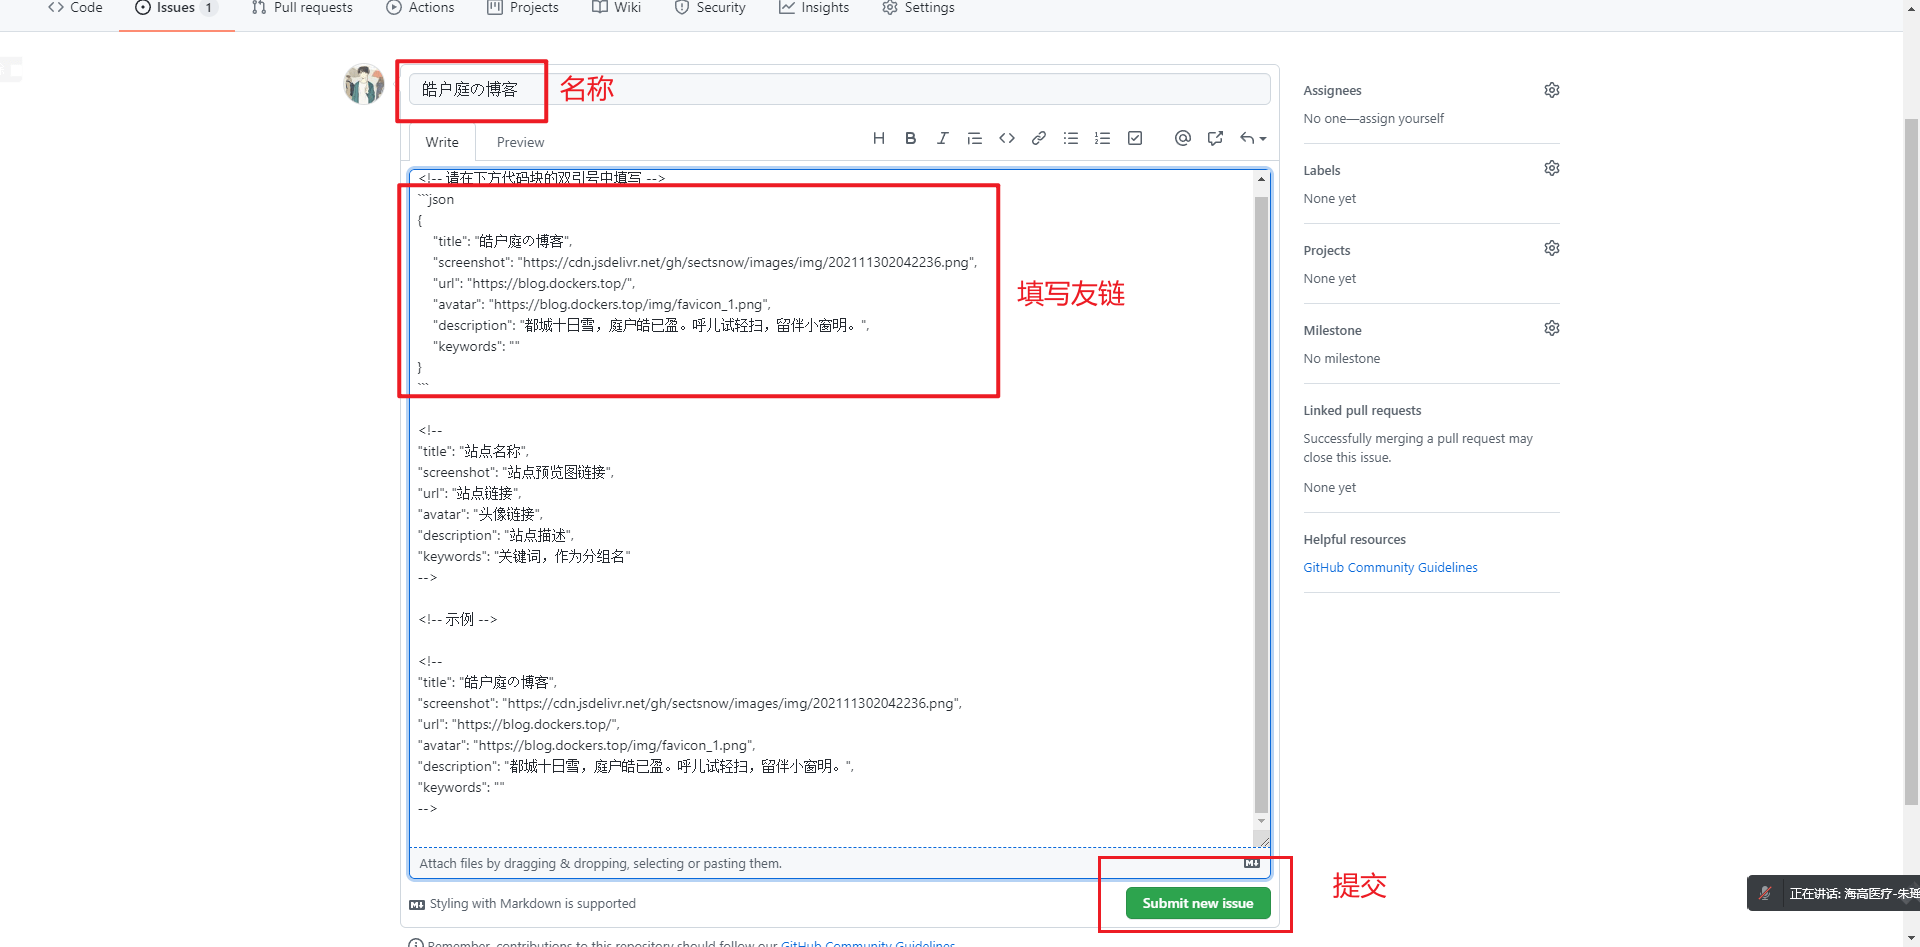 Code
Issues 1
Pull requests
Actions
Projects
Wiki
Security
Insights
Settings
皓户庭の博客
名称
Write
Preview
<!-- 请在下方代码块的双引号中填写 -->
```json
{
"title": "皓户庭の博客",
"screenshot": "https://cdn.jsdelivr.net/gh/sectsnow/images/img/202111302042236.png",
"url": "https://blog.dockers.top/",
"avatar": "https://blog.dockers.top/img/favicon_1.png",
"description": "都城十日雪，庭户皓已盈。呼儿试轻扫，留伴小窗明。",
"keywords": ""
}
```
填写友链
<!--
"title": "站点名称",
"screenshot": "站点预览图链接",
"url": "站点链接",
"avatar": "头像链接",
"description": "站点描述",
"keywords": "关键词，作为分组名"
-->
<!-- 示例 -->
<!--
"title": "皓户庭の博客",
"screenshot": "https://cdn.jsdelivr.net/gh/sectsnow/images/img/202111302042236.png",
"url": "https://blog.dockers.top/",
"avatar": "https://blog.dockers.top/img/favicon_1.png",
"description": "都城十日雪，庭户皓已盈。呼儿试轻扫，留伴小窗明。",
"keywords": ""
-->
Attach files by dragging & dropping, selecting or pasting them.
Styling with Markdown is supported
Submit new issue
提交
Remember, contributions to this repository should follow our GitHub Community Guidelines
Assignees
No one—assign yourself
Labels
None yet
Projects
None yet
Milestone
No milestone
Linked pull requests
Successfully merging a pull request may
close this issue.
None yet
Helpful resources
GitHub Community Guidelines
正在讲话: 海高医疗-朱